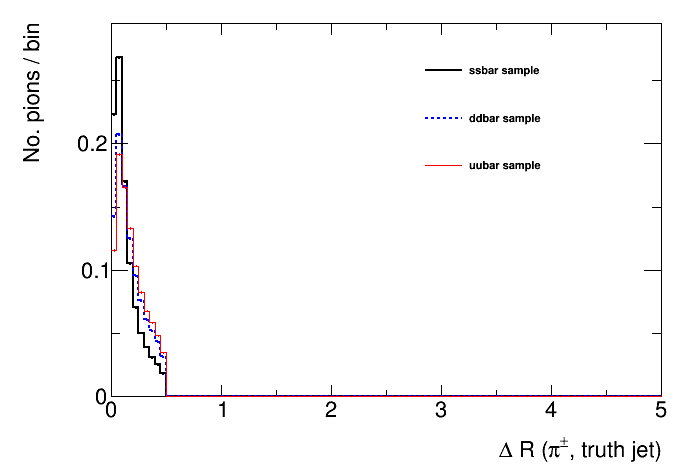 No. pions / bin
ssbar sample
ddbar sample
uubar sample
0.2
0.1
0
0 1 2 3 4 5
Δ R (π±, truth jet)